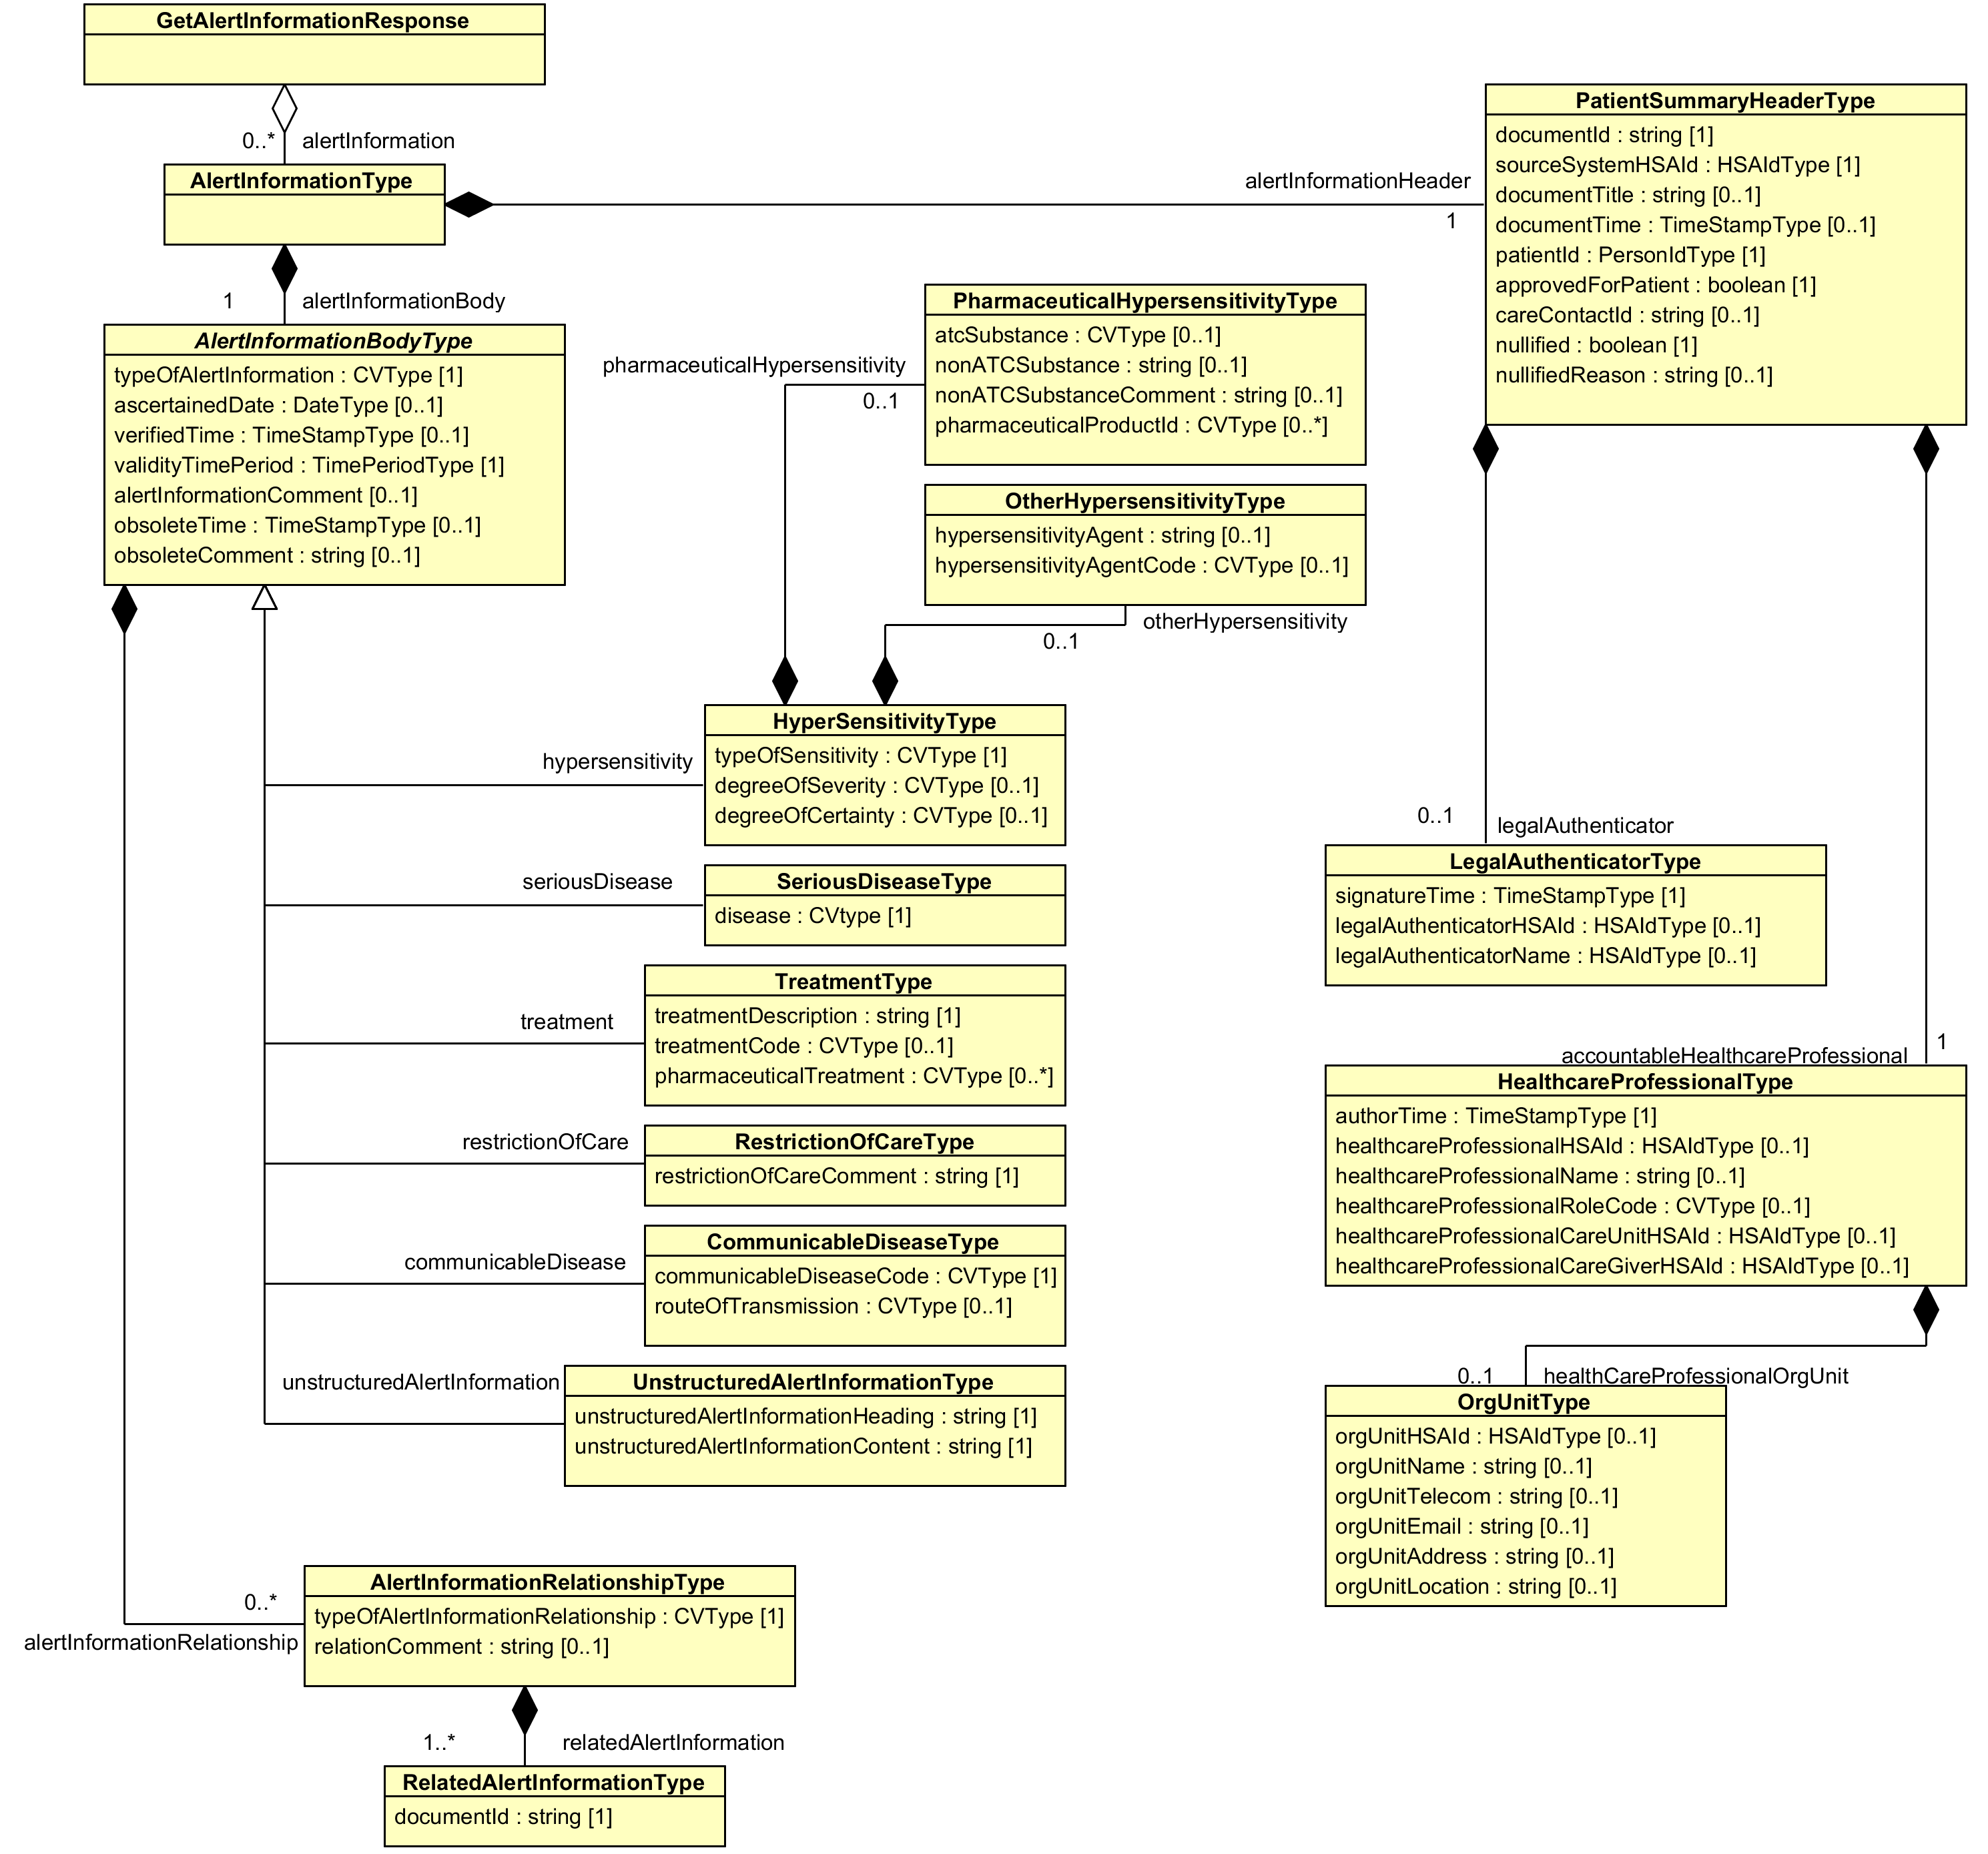 GetAlertInformationResponse
0..*
alertInformation
AlertInformationType
alertInformationHeader
1
1
alertInformationBody
AlertInformationBodyType
typeOfAlertInformation : CVType [1]
ascertainedDate : DateType [0..1]
verifiedTime : TimeStampType [0..1]
validityTimePeriod : TimePeriodType [1]
alertInformationComment [0..1]
obsoleteTime : TimeStampType [0..1]
obsoleteComment : string [0..1]
PatientSummaryHeaderType
documentId : string [1]
sourceSystemHSAId : HSAIdType [1]
documentTitle : string [0..1]
documentTime : TimeStampType [0..1]
patientId : PersonIdType [1]
approvedForPatient : boolean [1]
careContactId : string [0..1]
nullified : boolean [1]
nullifiedReason : string [0..1]
pharmaceuticalHypersensitivity
0..1
PharmaceuticalHypersensitivityType
atcSubstance : CVType [0..1]
nonATCSubstance : string [0..1]
nonATCSubstanceComment : string [0..1]
pharmaceuticalProductId : CVType [0..*]
OtherHypersensitivityType
hypersensitivityAgent : string [0..1]
hypersensitivityAgentCode : CVType [0..1]
otherHypersensitivity
0..1
hypersensitivity
HyperSensitivityType
typeOfSensitivity : CVType [1]
degreeOfSeverity : CVType [0..1]
degreeOfCertainty : CVType [0..1]
seriousDisease
SeriousDiseaseType
disease : CVtype [1]
treatment
TreatmentType
treatmentDescription : string [1]
treatmentCode : CVType [0..1]
pharmaceuticalTreatment : CVType [0..*]
restrictionOfCare
RestrictionOfCareType
restrictionOfCareComment : string [1]
communicableDisease
CommunicableDiseaseType
communicableDiseaseCode : CVType [1]
routeOfTransmission : CVType [0..1]
unstructuredAlertInformation
UnstructuredAlertInformationType
unstructuredAlertInformationHeading : string [1]
unstructuredAlertInformationContent : string [1]
0..1
legalAuthenticator
LegalAuthenticatorType
signatureTime : TimeStampType [1]
legalAuthenticatorHSAId : HSAIdType [0..1]
legalAuthenticatorName : HSAIdType [0..1]
1
accountableHealthcareProfessional
HealthcareProfessionalType
authorTime : TimeStampType [1]
healthcareProfessionalHSAId : HSAIdType [0..1]
healthcareProfessionalName : string [0..1]
healthcareProfessionalRoleCode : CVType [0..1]
healthcareProfessionalCareUnitHSAId : HSAIdType [0..1]
healthcareProfessionalCareGiverHSAId : HSAIdType [0..1]
0..1
healthCareProfessionalOrgUnit
OrgUnitType
orgUnitHSAId : HSAIdType [0..1]
orgUnitName : string [0..1]
orgUnitTelecom : string [0..1]
orgUnitEmail : string [0..1]
orgUnitAddress : string [0..1]
orgUnitLocation : string [0..1]
0..*
alertInformationRelationship
AlertInformationRelationshipType
typeOfAlertInformationRelationship : CVType [1]
relationComment : string [0..1]
1..*
relatedAlertInformation
RelatedAlertInformationType
documentId : string [1]